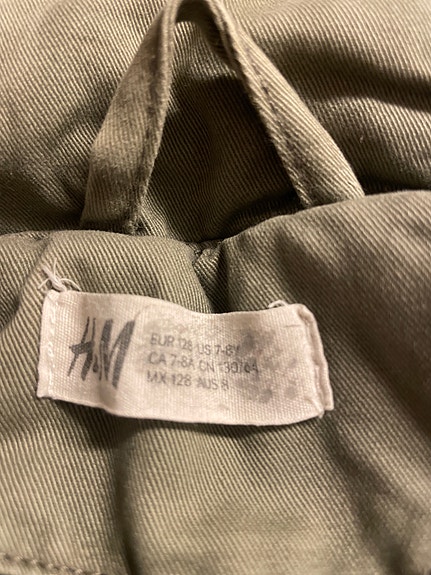 H&M
EUR 128 US 7-8Y
CA 7-8A CN 130/64
MX 128 AUS 8